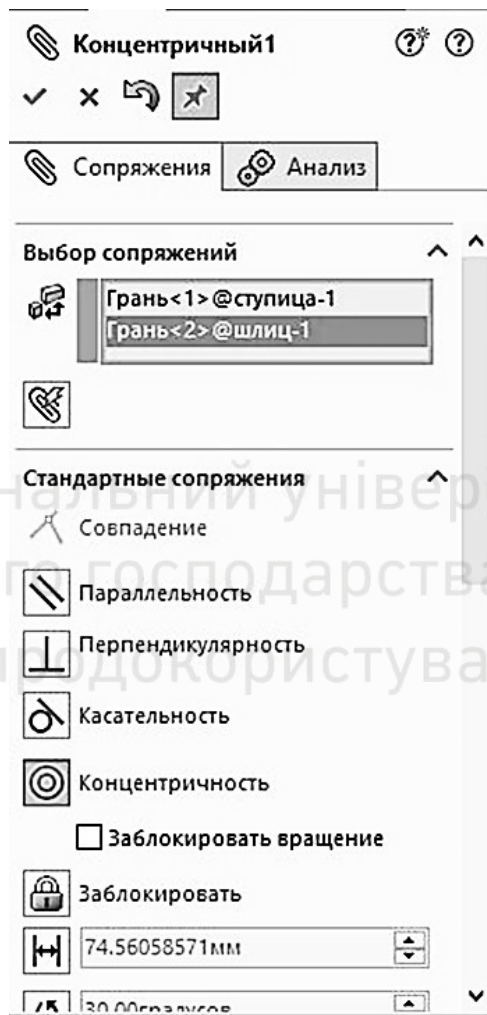 Концентричный1
Сопряжения Анализ
Выбор сопряжений
Грань<1>@ступица-1
Грань<2>@шлиц-1
Стандартные сопряжения
Совпадение
Параллельность
Перпендикулярность
Касательность
Концентричность
Заблокировать вращение
Заблокировать
74.56058571мм
30.00градусов